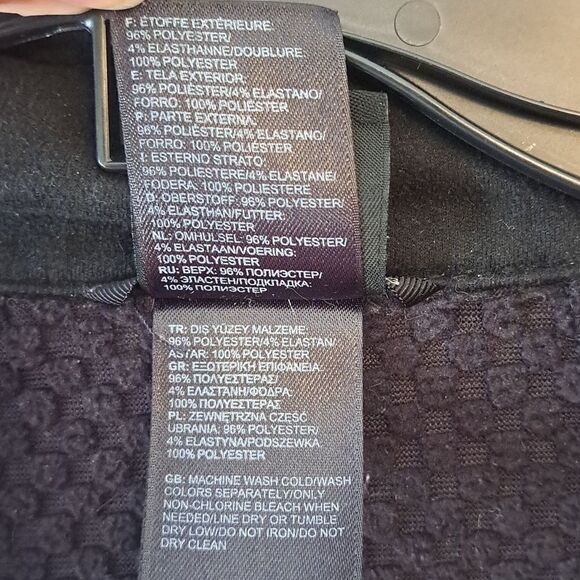 F: ÉTOFFE EXTÉRIEURE:
96% POLYESTER/
4% ELASTHANNE/DOUBLURE:
100% POLYESTER
E: TELA EXTERIOR:
96% POLIÉSTER/4% ELASTANO/
FORRO: 100% POLIÉSTER
P: PARTE EXTERNA:
96% POLIÉSTER/4% ELASTANE/
FORRO: 100% POLIÉSTER
I: ESTERNO STRATO:
96% POLIESTERE/4% ELASTANE/
FODERA: 100% POLIESTERE
D: OBERSTOFF: 96% POLYESTER/
4% ELASTHAN/FUTTER:
100% POLYESTER
NL: OMHULSEL: 96% POLYESTER/
4% ELASTAAN/VOERING:
100% POLYESTER
RU: ВЕРХ: 96% ПОЛИЭСТЕР/
4% ЭЛАСТЕН/ПОДКЛАДКА:
100% ПОЛИЭСТЕР
TR: DIŞ YÜZEY MALZEME:
96% POLYESTER/4% ELASTAN/
ASTAR: 100% POLYESTER
GR: ΕΞΩΤΕΡΙΚΗ ΕΠΙΦΑΝΕΙΑ:
96% ΠΟΛΥΕΣΤΕΡΑΣ/
4% ΕΛΑΣΤΑΝΗ/ΦΟΔΡΑ:
100% ΠΟΛΥΕΣΤΕΡΑΣ
PL: ZEWNĘTRZNA CZĘŚĆ
UBRANIA: 96% POLYESTER/
4% ELASTYNA/PODSZEWKA:
100% POLYESTER
GB: MACHINE WASH COLD/WASH
COLORS SEPARATELY/ONLY
NON-CHLORINE BLEACH WHEN
NEEDED/LINE DRY OR TUMBLE
DRY LOW/DO NOT IRON/DO NOT
DRY CLEAN